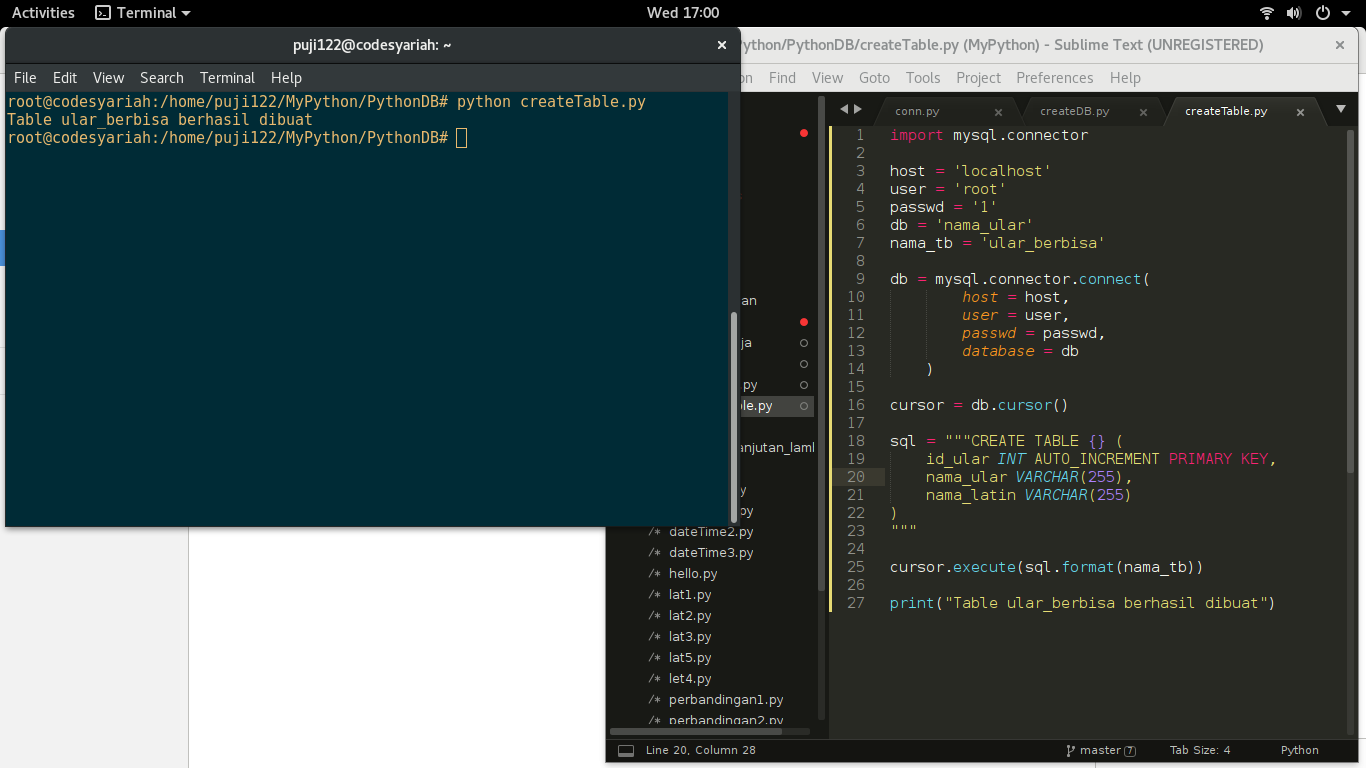 Activities Terminal Wed 17:00
puji122@codesyariah: ~
File Edit View Search Terminal Help
root@codesyariah:/home/puji122/MyPython/PythonDB# python createTable.py
Table ular_berbisa berhasil dibuat
root@codesyariah:/home/puji122/MyPython/PythonDB#
ython/PythonDB/createTable.py (MyPython) - Sublime Text (UNREGISTERED)
on Find View Goto Tools Project Preferences Help
conn.py createDB.py createTable.py
an
ja
.py
ble.py
anjutan_laml
y
py
/* dateTime2.py
/* dateTime3.py
/* hello.py
/* lat1.py
/* lat2.py
/* lat3.py
/* lat5.py
/* let4.py
/* perbandingan1.py
/* perbandingan2.py
1 import mysql.connector
2
3 host = 'localhost'
4 user = 'root'
5 passwd = '1'
6 db = 'nama_ular'
7 nama_tb = 'ular_berbisa'
8
9 db = mysql.connector.connect(
10 host = host,
11 user = user,
12 passwd = passwd,
13 database = db
14 )
15
16 cursor = db.cursor()
17
18 sql = """CREATE TABLE {} (
19 id_ular INT AUTO_INCREMENT PRIMARY KEY,
20 nama_ular VARCHAR(255),
21 nama_latin VARCHAR(255)
22 )
23 """
24
25 cursor.execute(sql.format(nama_tb))
26
27 print("Table ular_berbisa berhasil dibuat")
Line 20, Column 28 master 7 Tab Size: 4 Python